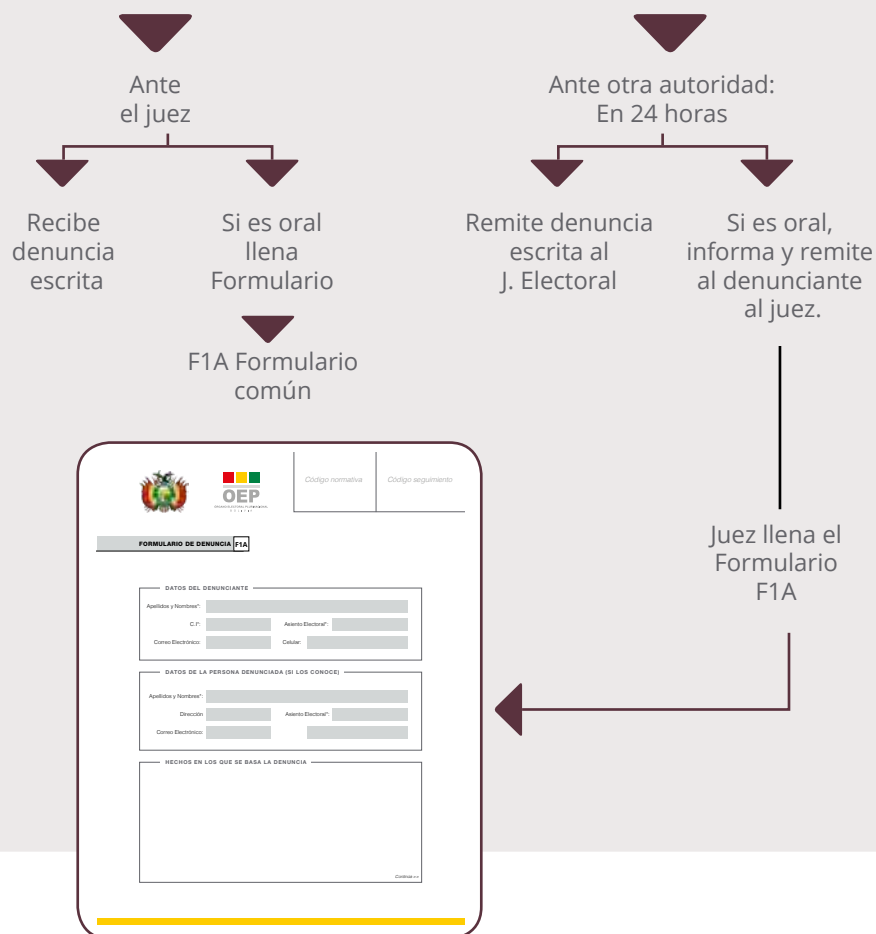 Ante
el juez
Ante otra autoridad:
En 24 horas
Recibe
denuncia
escrita
Si es oral
llena
Formulario
Remite denuncia
escrita al
J. Electoral
Si es oral,
informa y remite
al denunciante
al juez.
F1A Formulario
común
Juez llena el
Formulario
F1A
OEP
Código normativa
Código seguimiento
FORMULARIO DE DENUNCIA F1A
DATOS DEL DENUNCIANTE
Apellidos y Nombres*:
C.I*:
Asiento Electoral*:
Correo Electrónico:
Celular:
DATOS DE LA PERSONA DENUNCIADA (SI LOS CONOCE)
Apellidos y Nombres*:
Dirección
Asiento Electoral*:
Correo Electrónico:
HECHOS EN LOS QUE SE BASA LA DENUNCIA